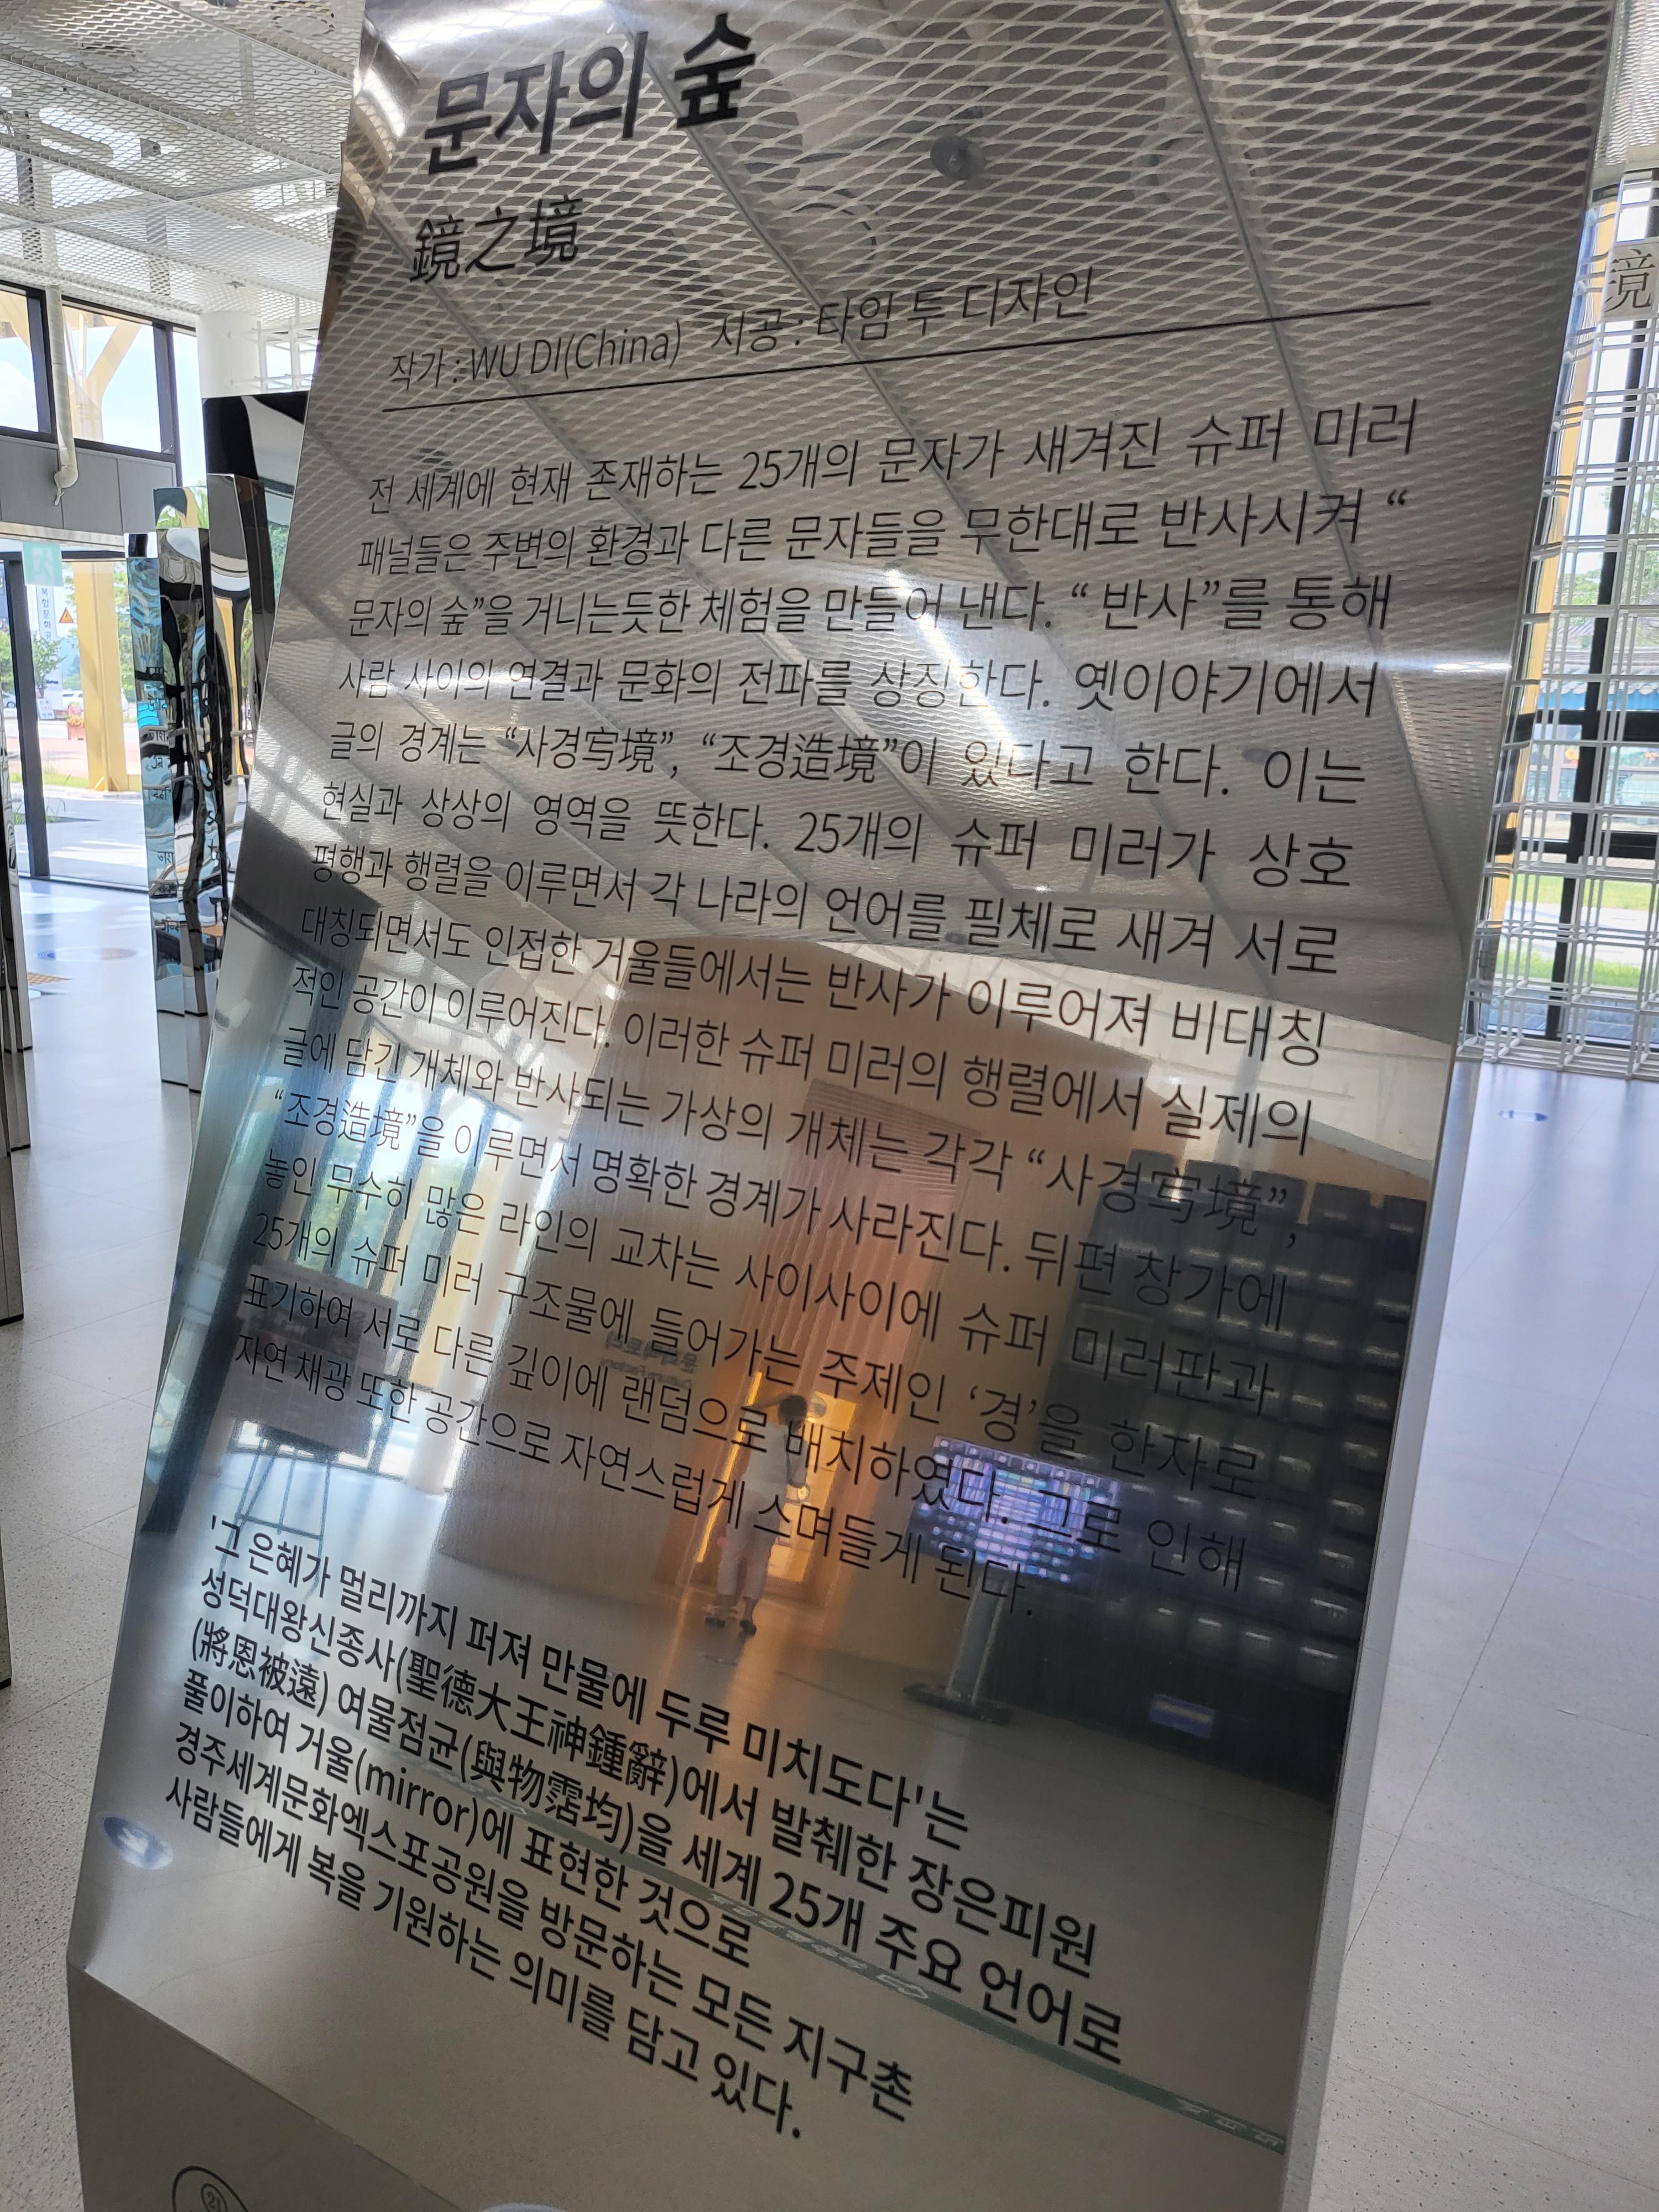 문자의 숲
鏡之境
작가 : WU DI(China) 시공 : 타임 투 디자인
전 세계에 현재 존재하는 25개의 문자가 새겨진 슈퍼 미러
패널들은 주변의 환경과 다른 문자들을 무한대로 반사시켜 “
문자의 숲”을 거니는듯한 체험을 만들어 낸다. “ 반사”를 통해
사람 사이의 연결과 문화의 전파를 상징한다. 옛이야기에서
글의 경계는 “사경写境”, “조경造境”이 있다고 한다. 이는
현실과 상상의 영역을 뜻한다. 25개의 슈퍼 미러가 상호
평행과 행렬을 이루면서 각 나라의 언어를 필체로 새겨 서로
대칭되면서도 인접한 거울들에서는 반사가 이루어져 비대칭
적인 공간이 이루어진다. 이러한 슈퍼 미러의 행렬에서 실제의
글에 담긴 개체와 반사되는 가상의 개체는 각각 “사경写境”,
“조경造境”을 이루면서 명확한 경계가 사라진다. 뒤편 창가에
놓인 무수히 많은 라인의 교차는 사이사이에 슈퍼 미러판과
25개의 슈퍼 미러 구조물에 들어가는 주제인 ‘경’을 한자로
표기하여 서로 다른 깊이에 랜덤으로 배치하였다. 그로 인해
자연 채광 또한 공간으로 자연스럽게 스며들게 된다.
'그 은혜가 멀리까지 퍼져 만물에 두루 미치도다'는
성덕대왕신종사(聖德大王神鍾辭)에서 발췌한 장은피원
(將恩被遠) 여물점균(與物霑均)을 세계 25개 주요 언어로
풀이하여 거울(mirror)에 표현한 것으로
경주세계문화엑스포공원을 방문하는 모든 지구촌
사람들에게 복을 기원하는 의미를 담고 있다.
21
境